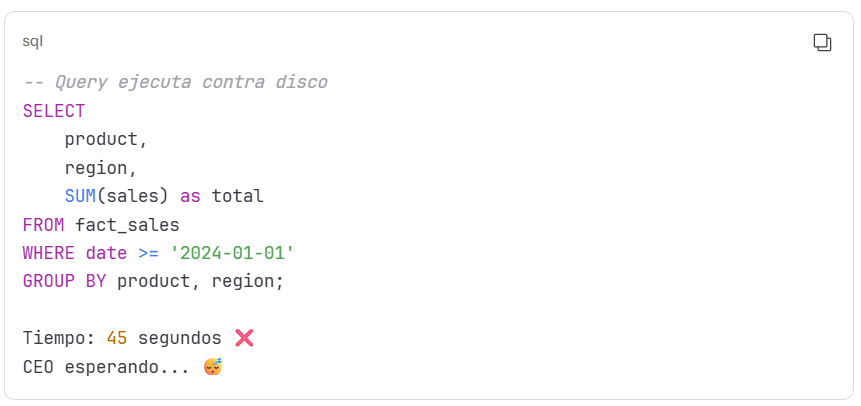 sql
-- Query ejecuta contra disco
SELECT
    product,
    region,
    SUM(sales) as total
FROM fact_sales
WHERE date >= '2024-01-01'
GROUP BY product, region;

Tiempo: 45 segundos ❌
CEO esperando... 😴